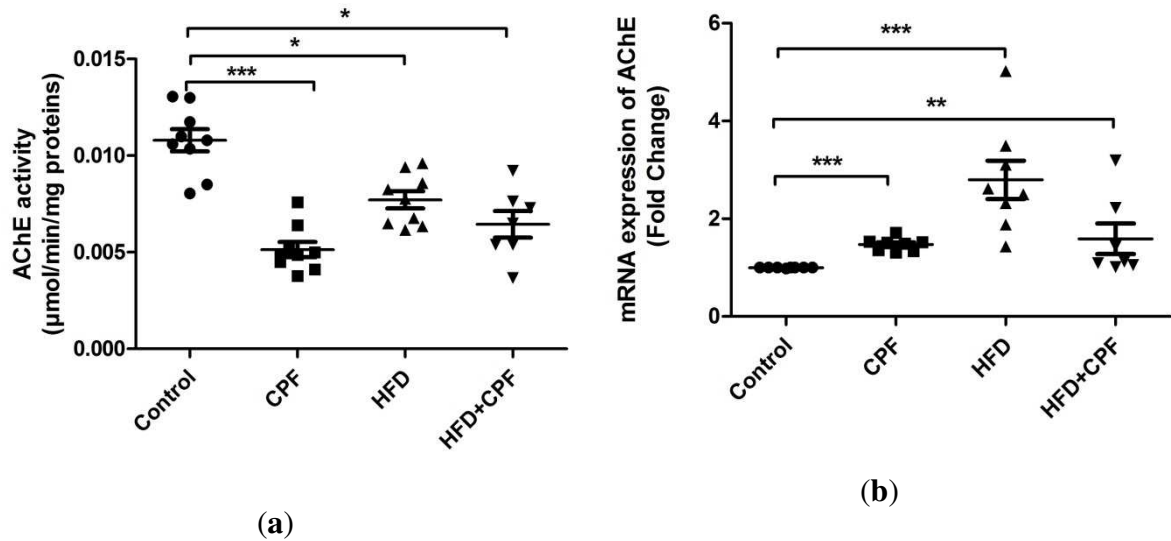 *
*
***
0.015
0.010
0.005
0.000
AChE activity
(μmol/min/mg proteins)
Control
CPF
HFD
HFD+CPF
(a)
***
**
***
6
4
2
0
mRNA expression of AChE
(Fold Change)
Control
CPF
HFD
HFD+CPF
(b)